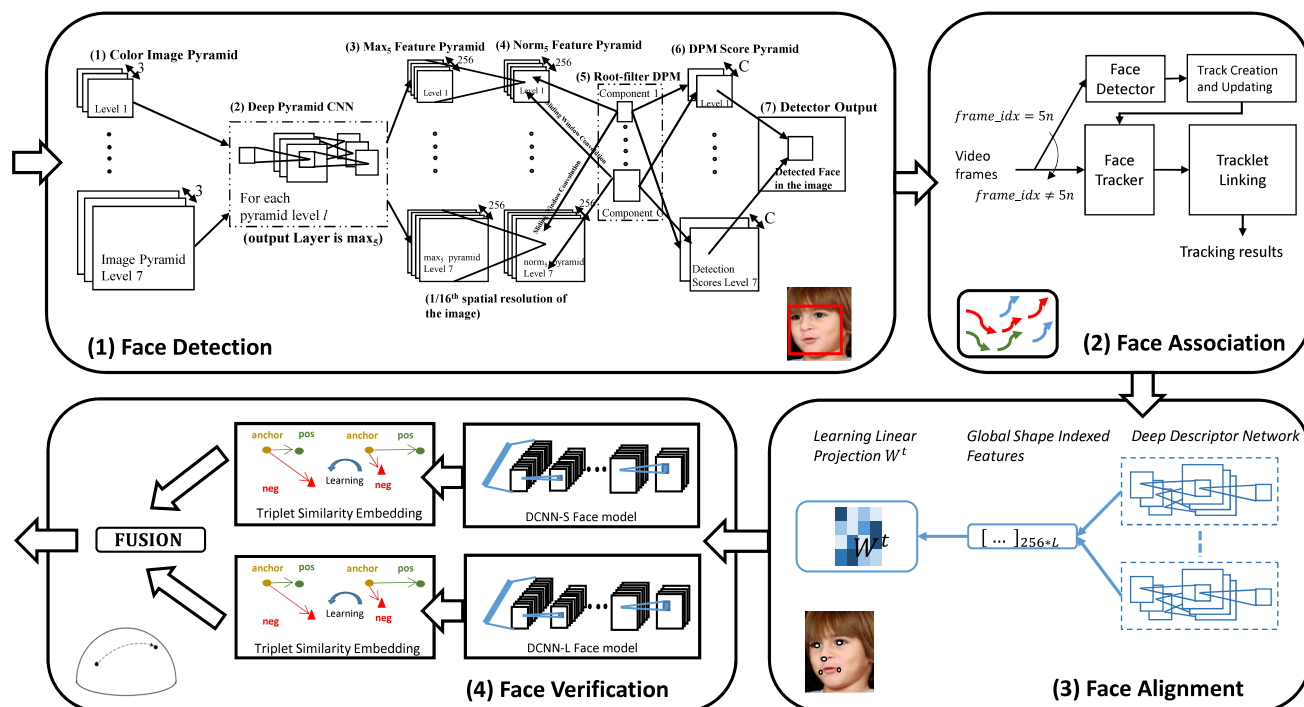 (1) Color Image Pyramid
3
Level 1
(2) Deep Pyramid CNN
For each
pyramid level l
(output Layer is max₅)
3
Image Pyramid
Level 7
(3) Max₅ Feature Pyramid
256
Level 1
256
max₅ pyramid
Level 7
(1/16ᵗʰ spatial resolution of
the image)
(4) Norm₅ Feature Pyramid
256
Level 1
Sliding Window Convolution
Sliding Window Convolution
256
norm₅ pyramid
Level 7
(5) Root-filter DPM
Component 1
Component C
(6) DPM Score Pyramid
C
Level 1
C
Detection
Scores Level 7
(7) Detector Output
Detected Face
in the image
(1) Face Detection
Face
Detector
Track Creation
and Updating
frame_idx = 5n
Video
frames
frame_idx ≠ 5n
Face
Tracker
Tracklet
Linking
Tracking results
(2) Face Association
Learning Linear
Projection Wᵗ
Global Shape Indexed
Features
Deep Descriptor Network
Wᵗ
[ … ]₂₅₆*L
(3) Face Alignment
anchor pos
anchor pos
neg
Learning
neg
Triplet Similarity Embedding
DCNN-S Face model
FUSION
anchor pos
anchor pos
neg
Learning
neg
Triplet Similarity Embedding
DCNN-L Face model
(4) Face Verification